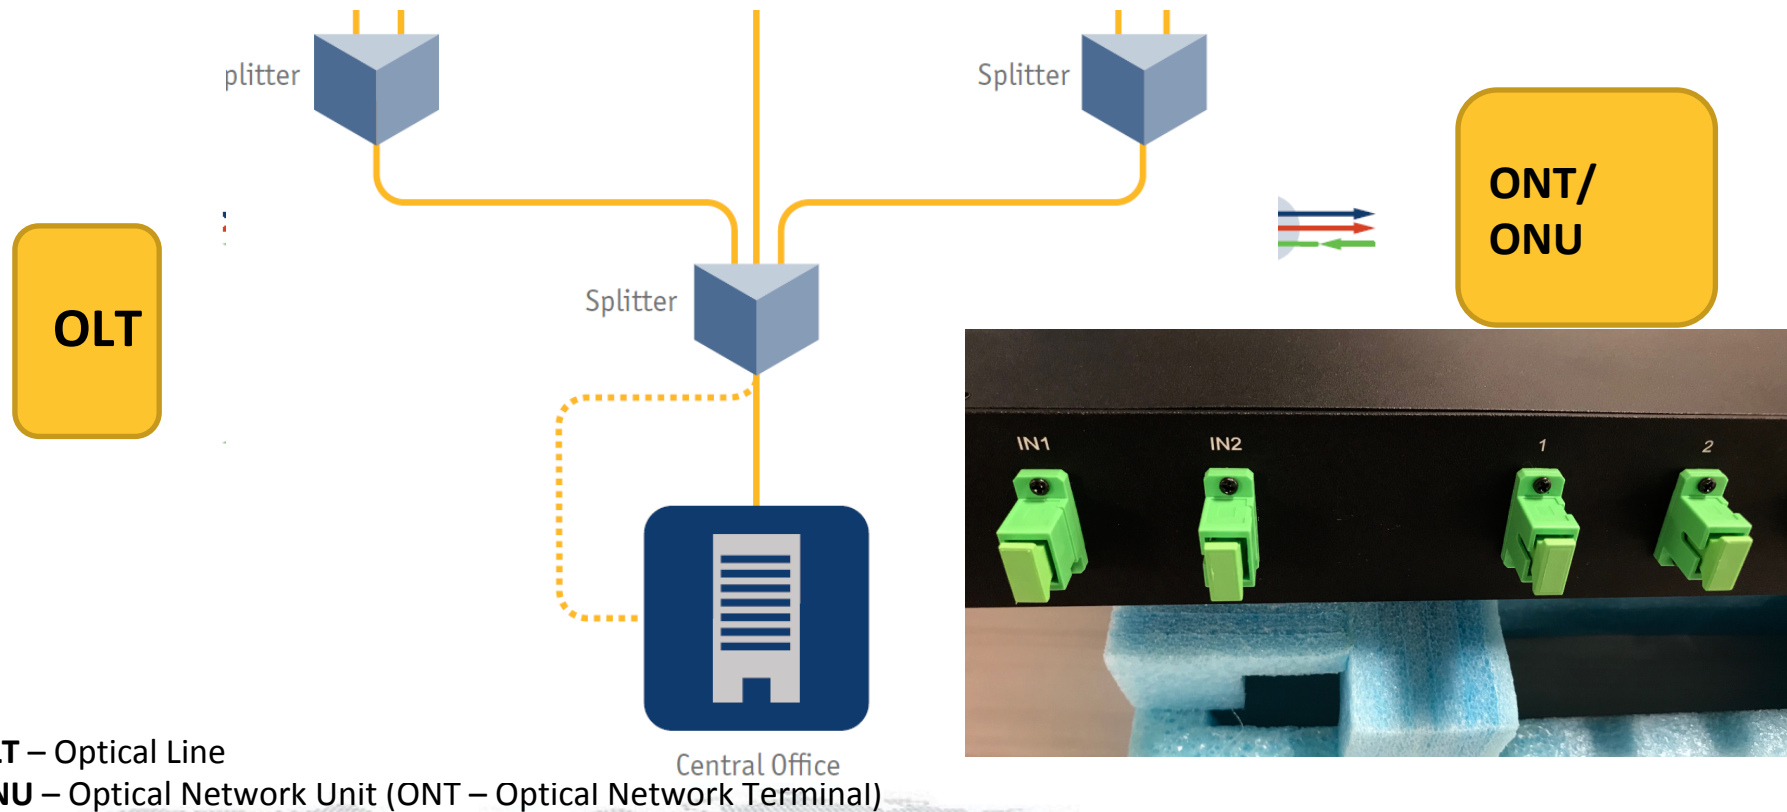 plitter
Splitter
ONT/
ONU
OLT
Splitter
IN1 IN2 1 2
Central Office
LT – Optical Line
NU – Optical Network Unit (ONT – Optical Network Terminal)